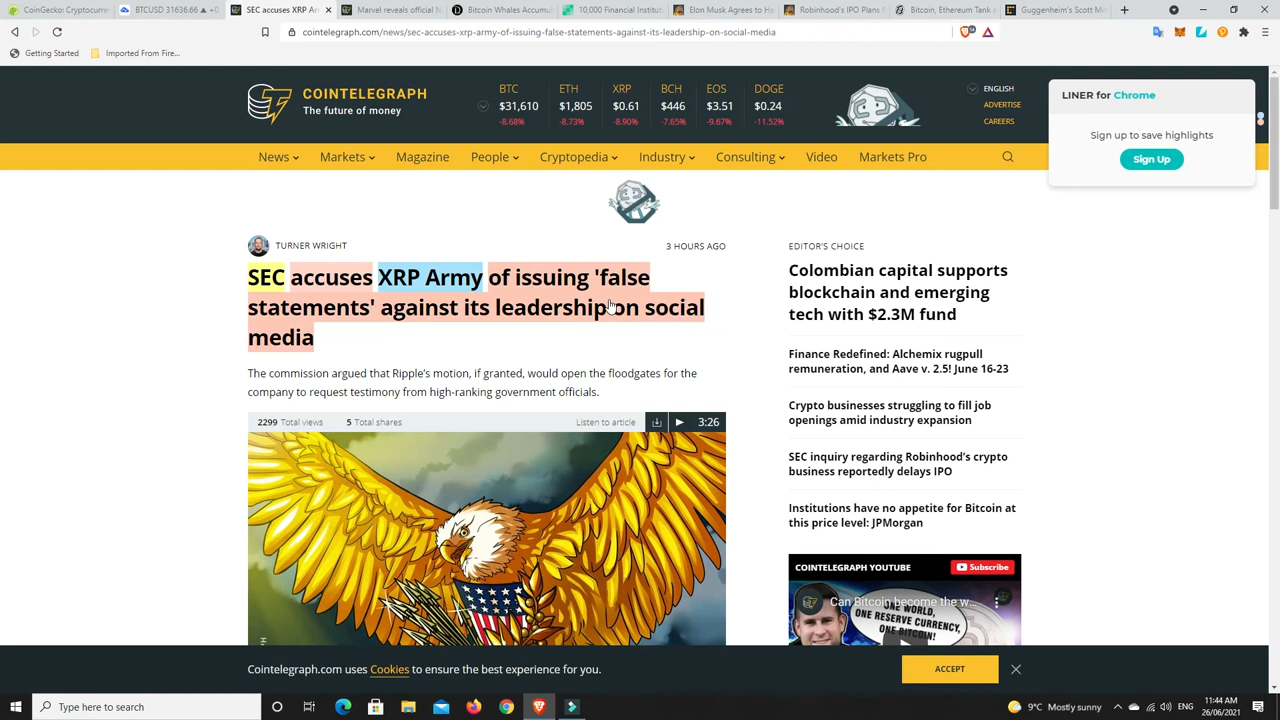 CoinGecko: Cryptocurren
BTCUSD 31636.66 ▲ +0
SEC accuses XRP Arm
Marvel reveals official N
Bitcoin Whales Accumu
10,000 Financial Institut
Elon Musk Agrees to Ho
Robinhood's IPO Plans F
Bitcoin, Ethereum Tank a
Guggenheim's Scott Mi
cointelegraph.com/news/sec-accuses-xrp-army-of-issuing-false-statements-against-its-leadership-on-social-media
Getting Started
Imported From Fire...
COINTELEGRAPH
The future of money
BTC ETH XRP BCH EOS DOGE
$31,610 $1,805 $0.61 $446 $3.51 $0.24
-8.68% -8.73% -8.90% -7.65% -9.67% -11.52%
ENGLISH
ADVERTISE
CAREERS
LINER for Chrome
Sign up to save highlights
Sign Up
News Markets Magazine People Cryptopedia Industry Consulting Video Markets Pro
TURNER WRIGHT
3 HOURS AGO
SEC accuses XRP Army of issuing 'false
statements' against its leadership on social
media
The commission argued that Ripple's motion, if granted, would open the floodgates for the
company to request testimony from high-ranking government officials.
2299 Total views 5 Total shares
Listen to article
3:26
EDITOR'S CHOICE
Colombian capital supports
blockchain and emerging
tech with $2.3M fund
Finance Redefined: Alchemix rugpull
remuneration, and Aave v. 2.5! June 16-23
Crypto businesses struggling to fill job
openings amid industry expansion
SEC inquiry regarding Robinhood's crypto
business reportedly delays IPO
Institutions have no appetite for Bitcoin at
this price level: JPMorgan
COINTELEGRAPH YOUTUBE
Subscribe
Can Bitcoin become the w...
ONE WORLD,
ONE RESERVE
CURRENCY,
ONE BITCOIN!
Cointelegraph.com uses Cookies to ensure the best experience for you.
ACCEPT
Type here to search
9°C Mostly sunny
ENG
11:44 AM
26/06/2021